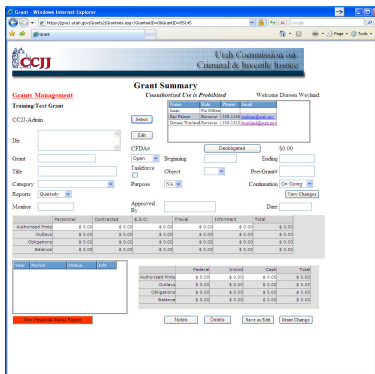 Grant - Windows Internet Explorer
Google
Grant
Page Tools
CCJJ
Utah Commission on
Criminal & Juvenile Justice
Grant Summary
Grants Management
Unauthorized Use is Prohibited
Welcome Doreen Weyland
Training/Test Grant
Name Role Phone Email
CCJJ-Admin
Select
Dir.
Edit
CFDA#
Deobligated
$0.00
Grant
Open
Beginning
Ending
Title
Taskforce
Object
PrevGrant#
Category
Purpose
NA
Continuation
On Going
Reports
Quarterly
View Changes
Monitor
Approved By
Date
Personnel Contracted E.S.O. Travel Informant Total
Authorized Pmts $ 0.00 $ 0.00 $ 0.00 $ 0.00 $ 0.00 $ 0.00
Outlays $ 0.00 $ 0.00 $ 0.00 $ 0.00 $ 0.00 $ 0.00
Obligations $ 0.00 $ 0.00 $ 0.00 $ 0.00 $ 0.00 $ 0.00
Balance $ 0.00 $ 0.00 $ 0.00 $ 0.00 $ 0.00 $ 0.00
Year Period Status Edit
Federal Inkind Cash Total
Authorized Pmts $ 0.00 $ 0.00 $ 0.00 $ 0.00
Outlays $ 0.00 $ 0.00 $ 0.00 $ 0.00
Obligations $ 0.00 $ 0.00 $ 0.00 $ 0.00
Balance $ 0.00 $ 0.00 $ 0.00 $ 0.00
New Financial Status Report
Notes
Delete
Save as Edit
Grant Change